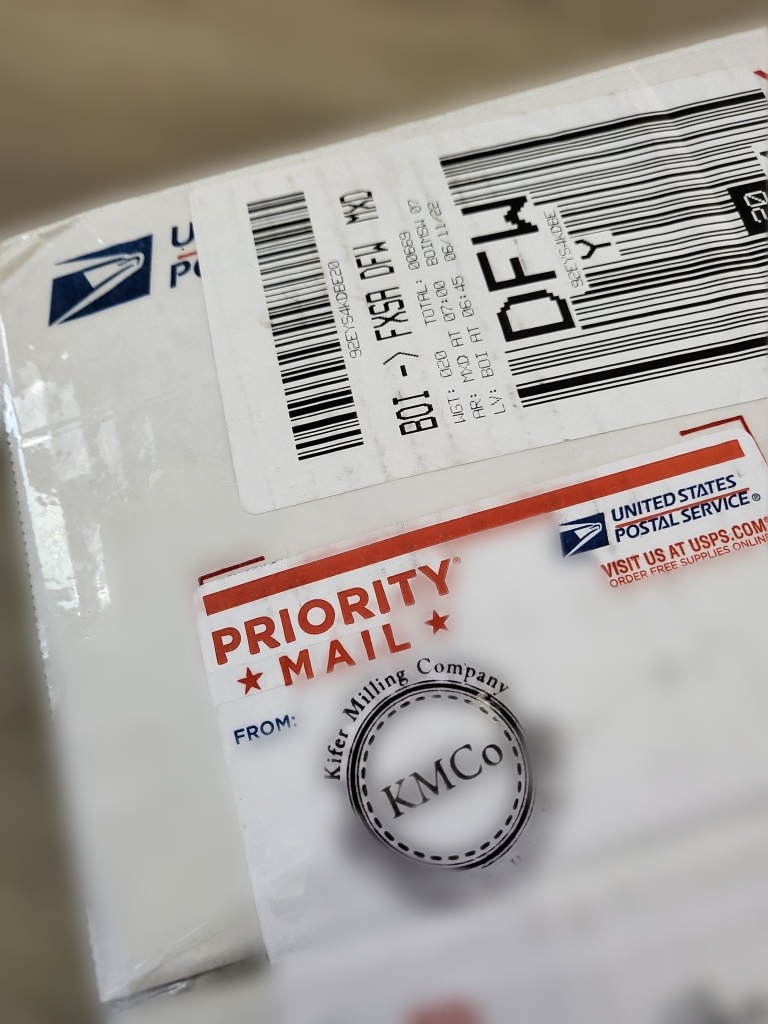 92EYS4KDBE20
BOI -> FXSA DFW MXD
WGT: 020 TOTAL: 00669
AR: MXD AT 07:00 BOIMSW 07
LV: BOI AT 06:45 06/11/22
DFW
92EYS4KDBE
Y
20
UNITED STATES
POSTAL SERVICE®
VISIT US AT USPS.COM®
ORDER FREE SUPPLIES ONLINE
PRIORITY®
★ MAIL ★
FROM:
Kifer Milling Company
KMCo